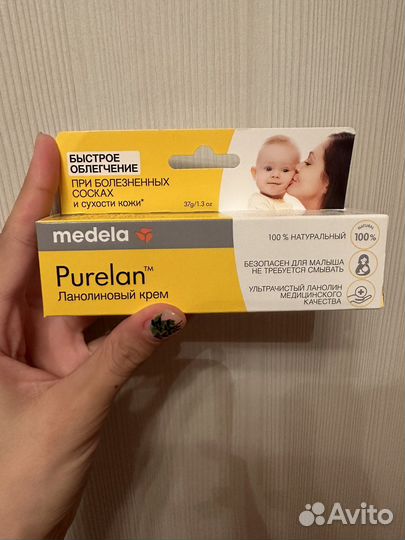 БЫСТРОЕ
ОБЛЕГЧЕНИЕ
ПРИ БОЛЕЗНЕННЫХ
СОСКАХ
и сухости кожи*
37g/1.3 oz
medela
Purelan™
Ланолиновый крем
100 % НАТУРАЛЬНЫЙ
NATURAL
100%
БЕЗОПАСЕН ДЛЯ МАЛЫША
НЕ ТРЕБУЕТСЯ СМЫВАТЬ
УЛЬТРАЧИСТЫЙ ЛАНОЛИН
МЕДИЦИНСКОГО
КАЧЕСТВА
Avito